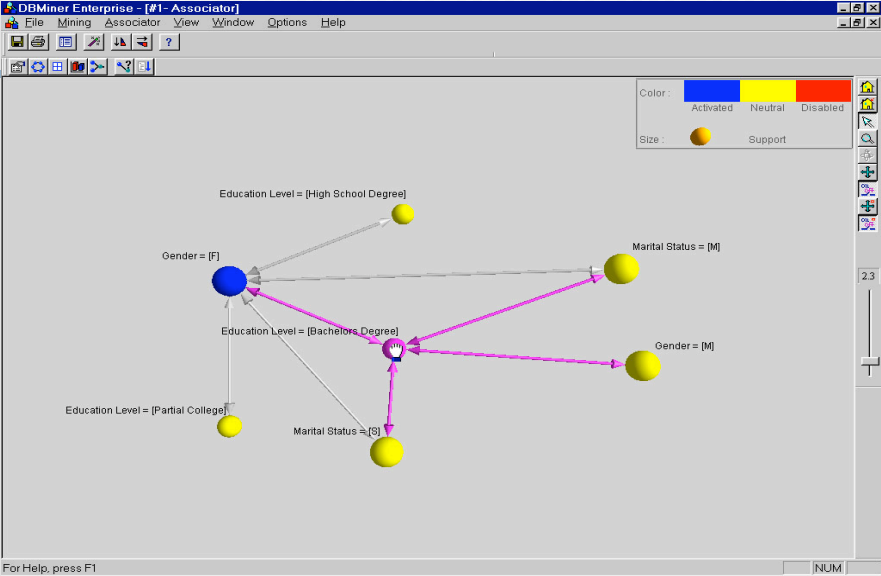 DBMiner Enterprise - [#1- Associator]
File Mining Associator View Window Options Help
Color :
Activated Neutral Disabled
Size : Support
Education Level = [High School Degree]
Marital Status = [M]
Gender = [F]
2.3
Education Level = [Bachelors Degree]
Gender = [M]
Education Level = [Partial College]
Marital Status = [S]
For Help, press F1
NUM